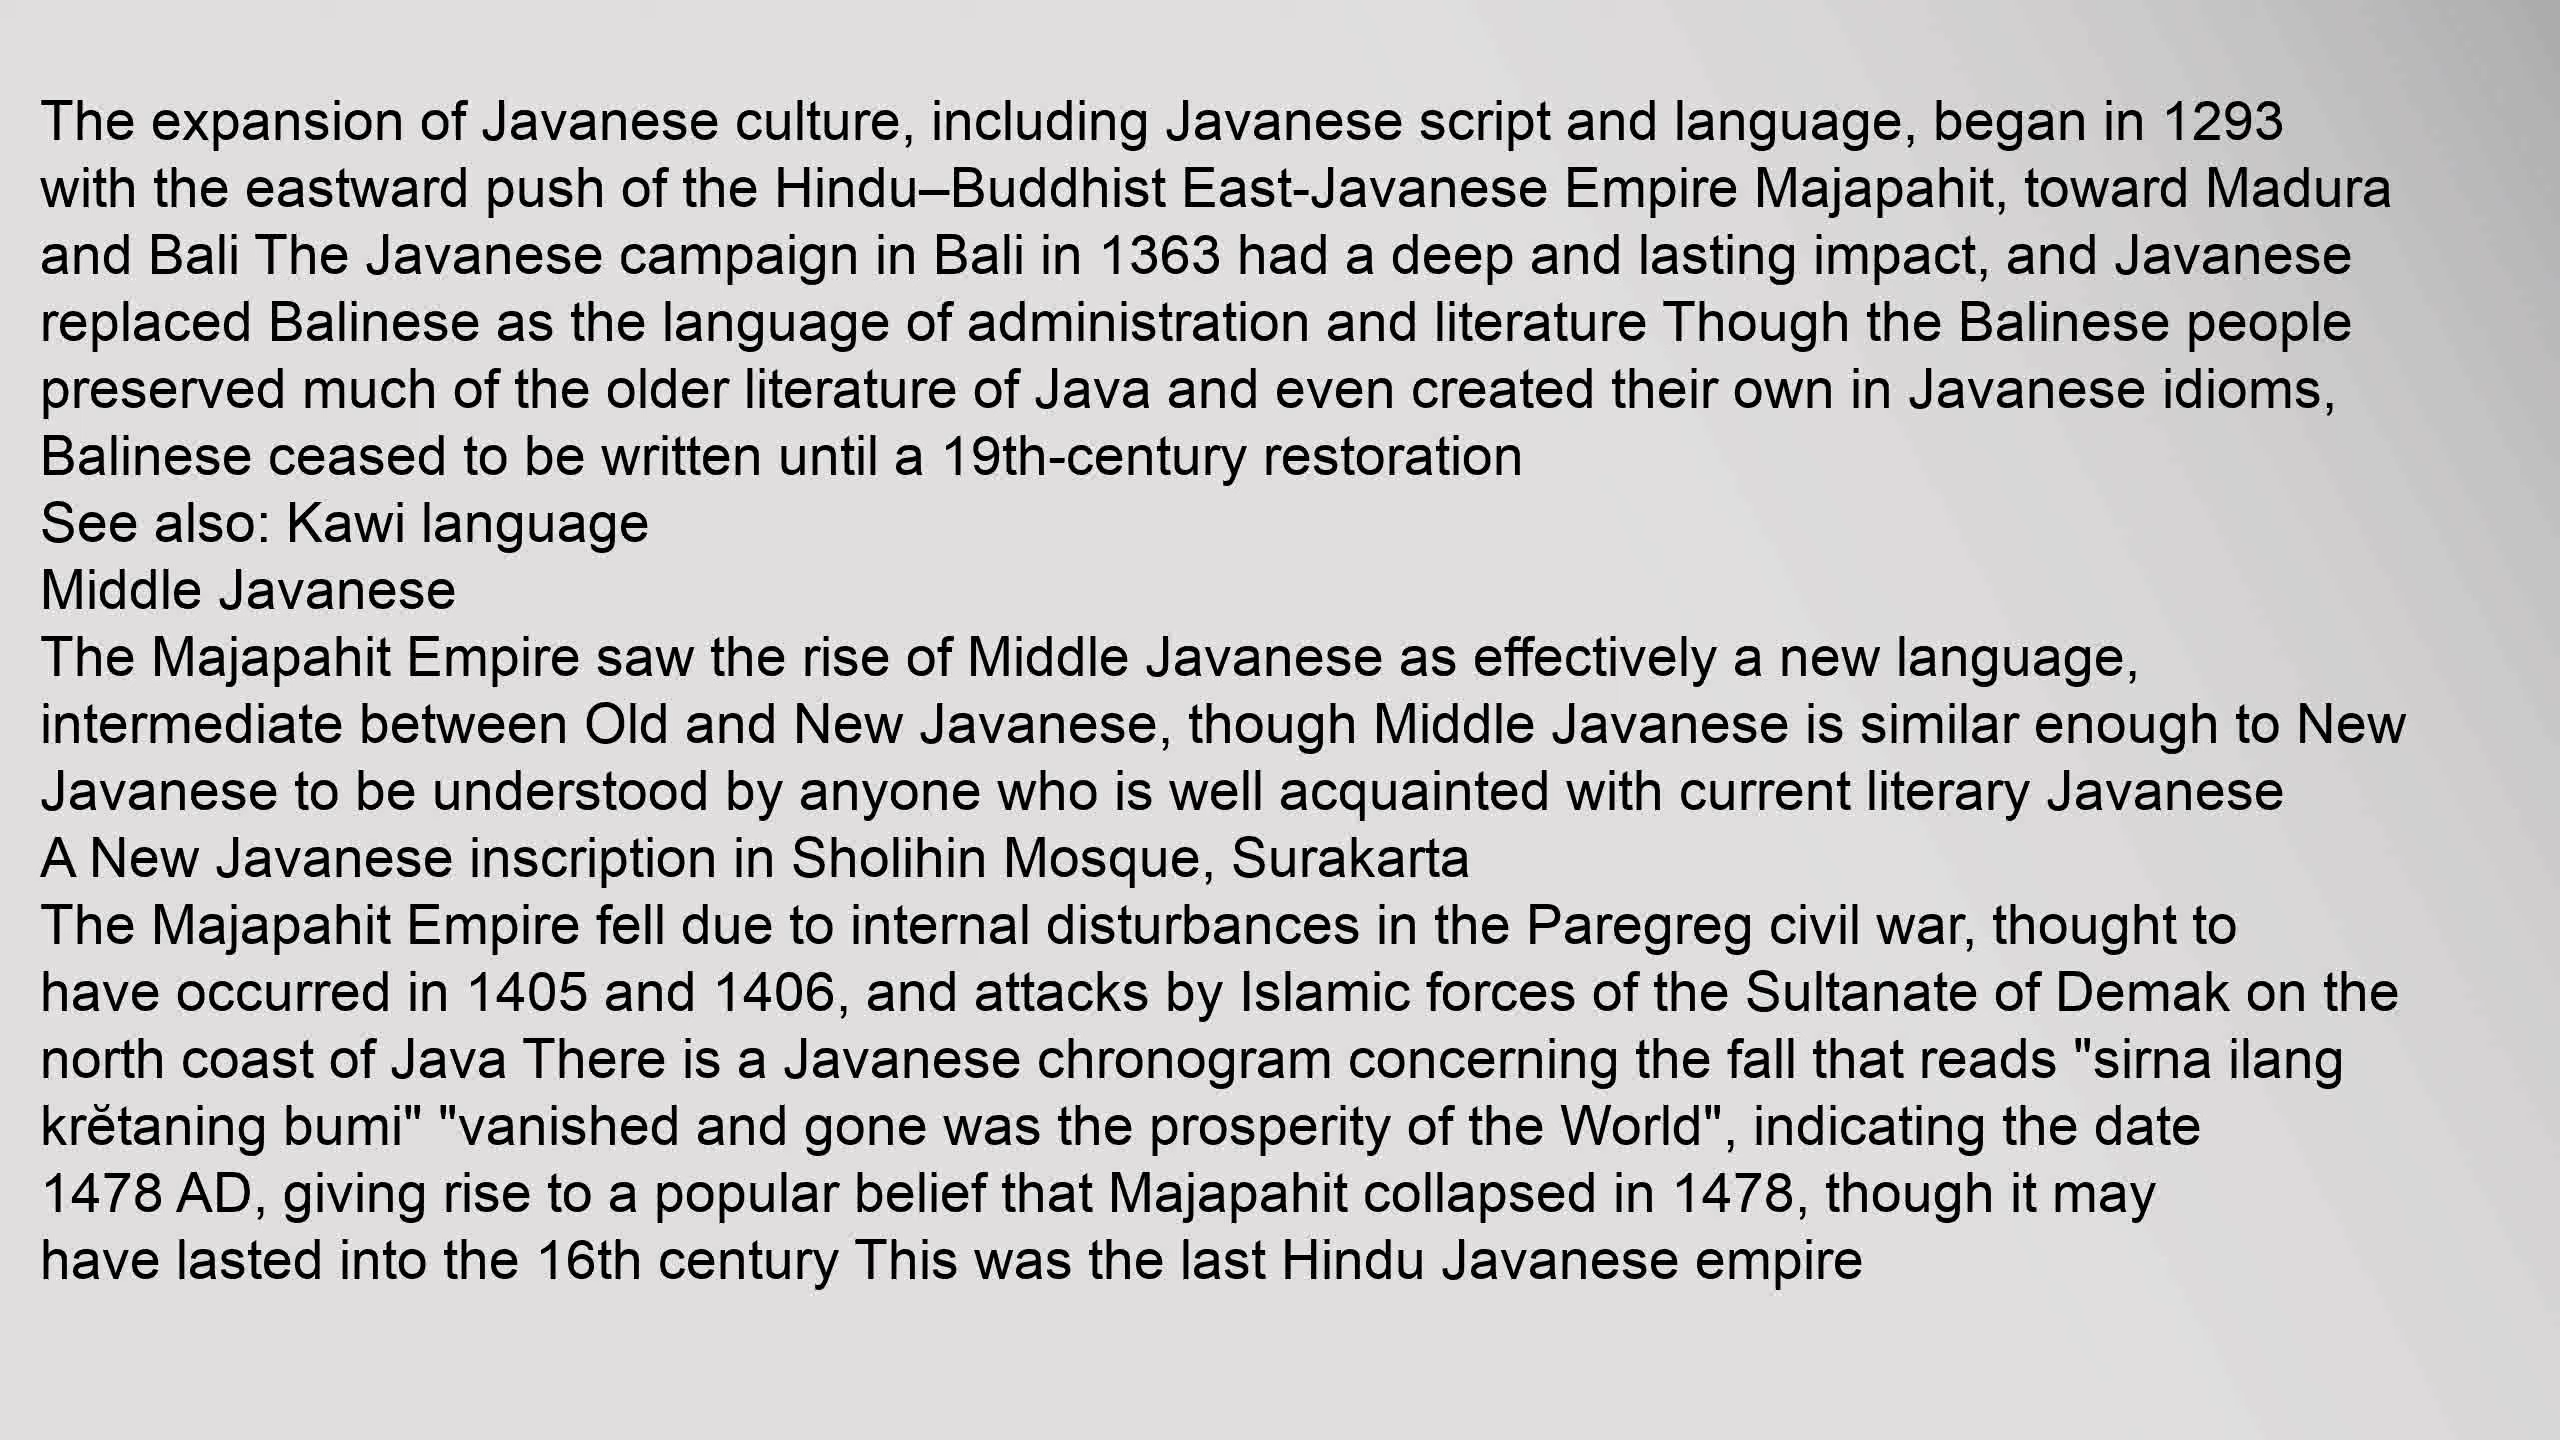 The expansion of Javanese culture, including Javanese script and language, began in 1293
with the eastward push of the Hindu–Buddhist East-Javanese Empire Majapahit, toward Madura
and Bali The Javanese campaign in Bali in 1363 had a deep and lasting impact, and Javanese
replaced Balinese as the language of administration and literature Though the Balinese people
preserved much of the older literature of Java and even created their own in Javanese idioms,
Balinese ceased to be written until a 19th-century restoration
See also: Kawi language
Middle Javanese
The Majapahit Empire saw the rise of Middle Javanese as effectively a new language,
intermediate between Old and New Javanese, though Middle Javanese is similar enough to New
Javanese to be understood by anyone who is well acquainted with current literary Javanese
A New Javanese inscription in Sholihin Mosque, Surakarta
The Majapahit Empire fell due to internal disturbances in the Paregreg civil war, thought to
have occurred in 1405 and 1406, and attacks by Islamic forces of the Sultanate of Demak on the
north coast of Java There is a Javanese chronogram concerning the fall that reads "sirna ilang
krĕtaning bumi" "vanished and gone was the prosperity of the World", indicating the date
1478 AD, giving rise to a popular belief that Majapahit collapsed in 1478, though it may
have lasted into the 16th century This was the last Hindu Javanese empire